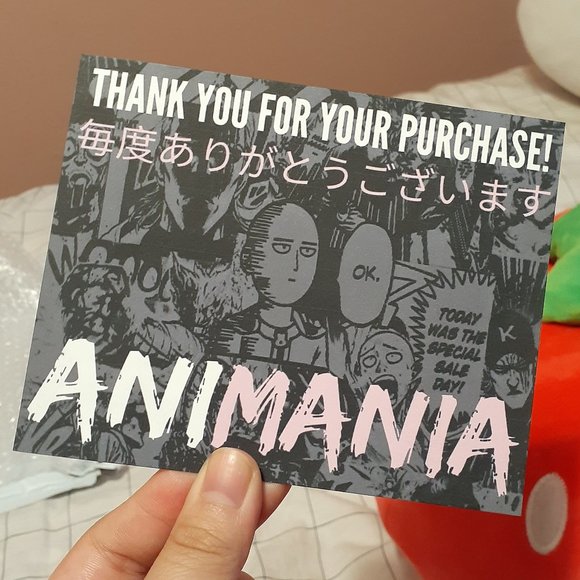 THANK YOU FOR YOUR PURCHASE!
毎度ありがとうございます
OK.
TODAY
WAS THE
SPECIAL
SALE
DAY!
ANIMANIA